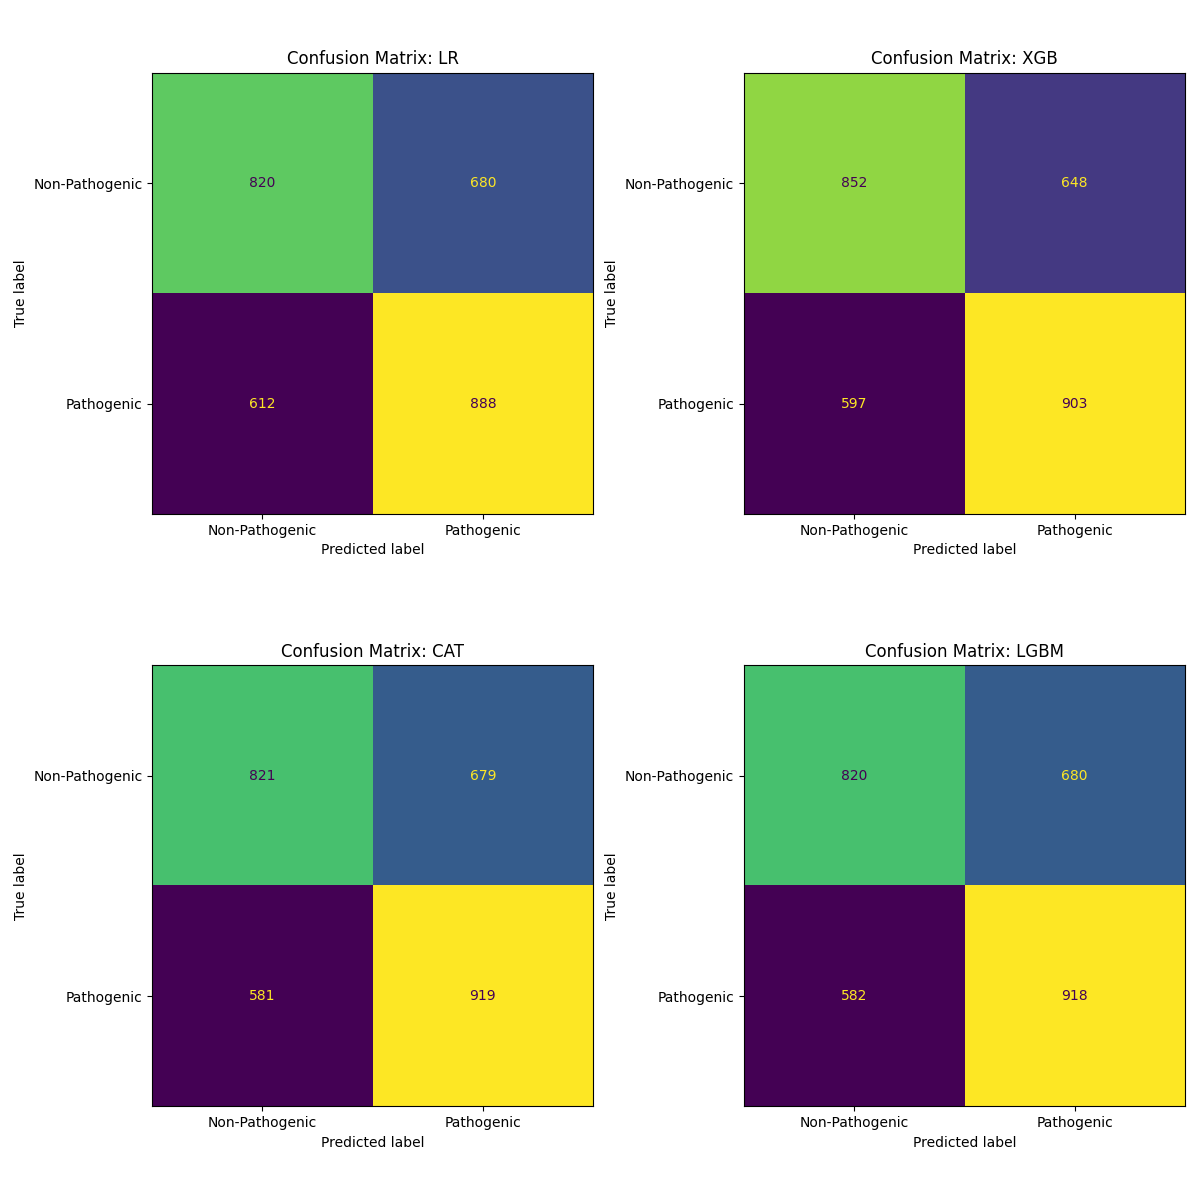 Confusion Matrix: LR
True label
Non-Pathogenic
820
680
Pathogenic
612
888
Non-Pathogenic
Pathogenic
Predicted label
Confusion Matrix: XGB
True label
Non-Pathogenic
852
648
Pathogenic
597
903
Non-Pathogenic
Pathogenic
Predicted label
Confusion Matrix: CAT
True label
Non-Pathogenic
821
679
Pathogenic
581
919
Non-Pathogenic
Pathogenic
Predicted label
Confusion Matrix: LGBM
True label
Non-Pathogenic
820
680
Pathogenic
582
918
Non-Pathogenic
Pathogenic
Predicted label